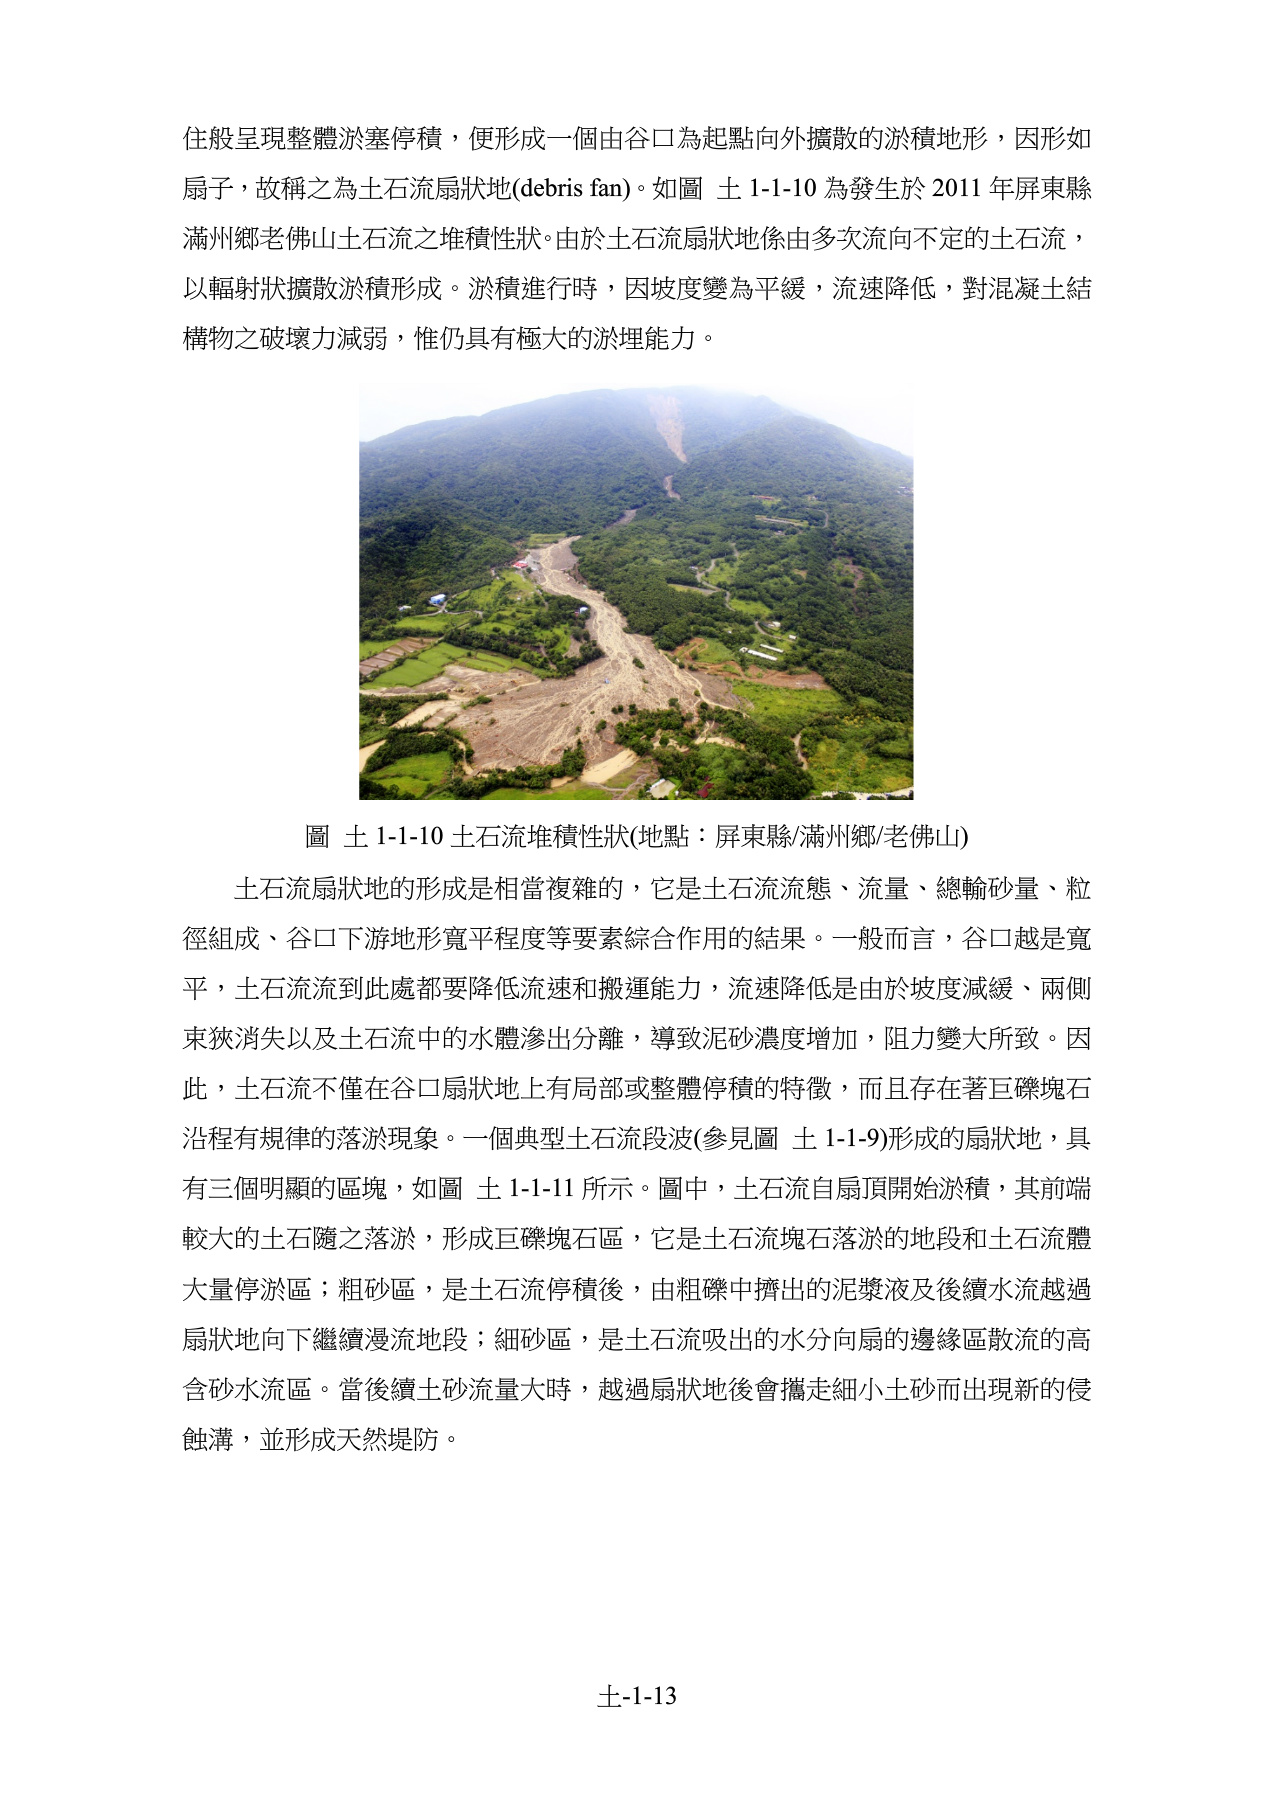 住般呈現整體淤塞停積，便形成一個由谷口為起點向外擴散的淤積地形，因形如
扇子，故稱之為土石流扇狀地(debris fan)。如圖 土 1-1-10 為發生於 2011 年屏東縣
滿州鄉老佛山土石流之堆積性狀。由於土石流扇狀地係由多次流向不定的土石流，
以輻射狀擴散淤積形成。淤積進行時，因坡度變為平緩，流速降低，對混凝土結
構物之破壞力減弱，惟仍具有極大的淤埋能力。
圖 土 1-1-10 土石流堆積性狀(地點：屏東縣/滿州鄉/老佛山)
土石流扇狀地的形成是相當複雜的，它是土石流流態、流量、總輸砂量、粒
徑組成、谷口下游地形寬平程度等要素綜合作用的結果。一般而言，谷口越是寬
平，土石流流到此處都要降低流速和搬運能力，流速降低是由於坡度減緩、兩側
束狹消失以及土石流中的水體滲出分離，導致泥砂濃度增加，阻力變大所致。因
此，土石流不僅在谷口扇狀地上有局部或整體停積的特徵，而且存在著巨礫塊石
沿程有規律的落淤現象。一個典型土石流段波(參見圖 土 1-1-9)形成的扇狀地，具
有三個明顯的區塊，如圖 土 1-1-11 所示。圖中，土石流自扇頂開始淤積，其前端
較大的土石隨之落淤，形成巨礫塊石區，它是土石流塊石落淤的地段和土石流體
大量停淤區；粗砂區，是土石流停積後，由粗礫中擠出的泥漿液及後續水流越過
扇狀地向下繼續漫流地段；細砂區，是土石流吸出的水分向扇的邊緣區散流的高
含砂水流區。當後續土砂流量大時，越過扇狀地後會攜走細小土砂而出現新的侵
蝕溝，並形成天然堤防。
土-1-13